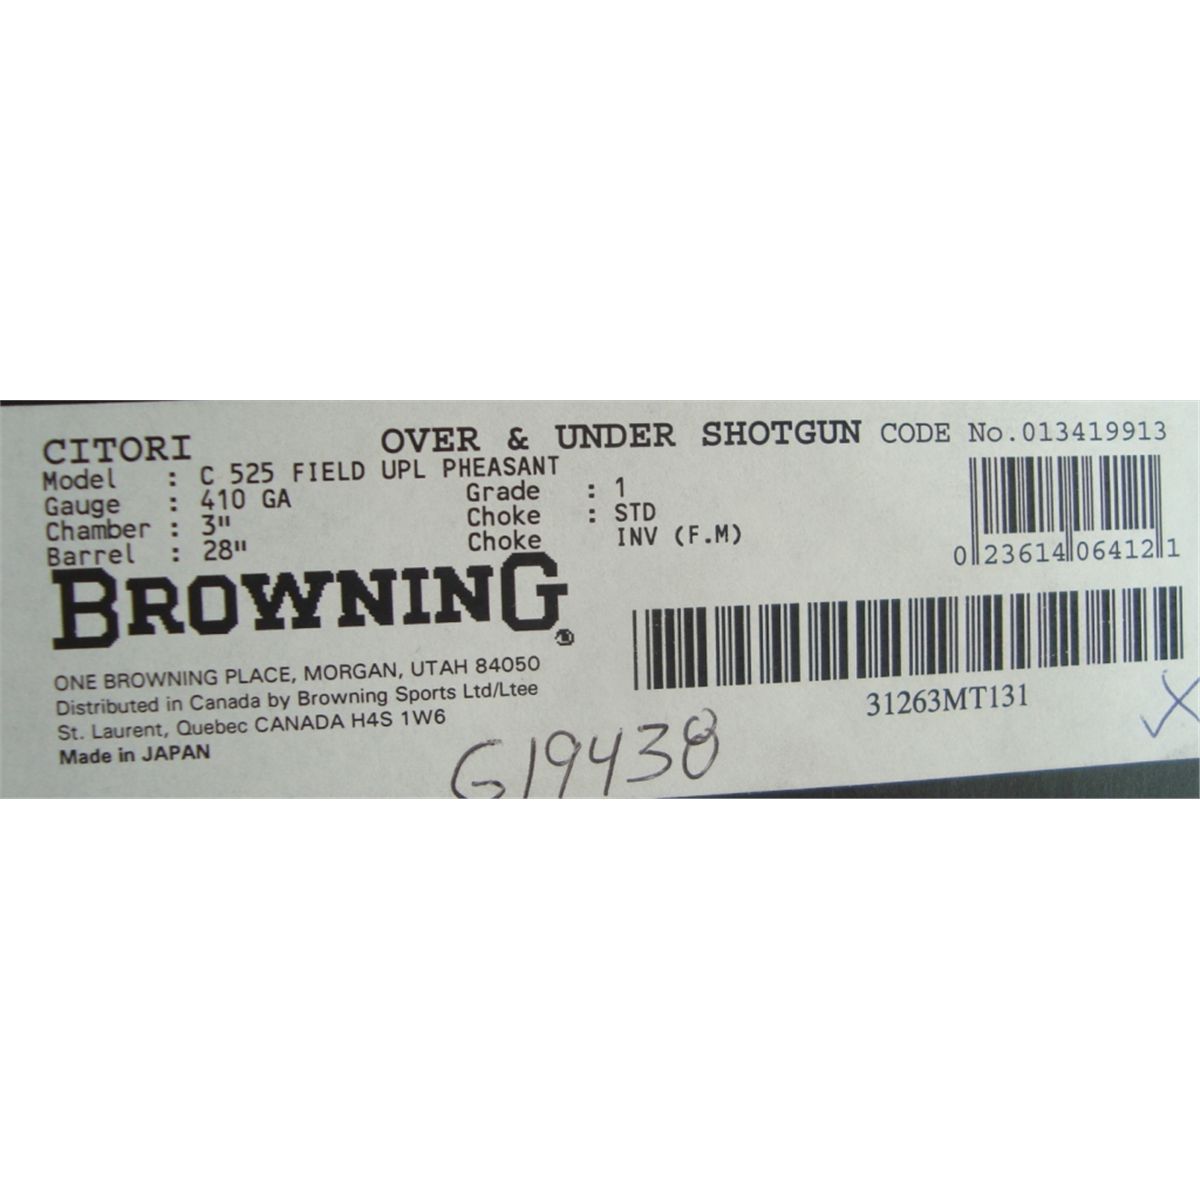 CITORI OVER & UNDER SHOTGUN CODE No.013419913
Model : C 525 FIELD UPL PHEASANT
Gauge : 410 GA Grade : 1
Chamber : 3" Choke : STD
Barrel : 28" Choke INV (F.M)
0 23614 06412 1
BROWNING
31263MT131
ONE BROWNING PLACE, MORGAN, UTAH 84050
Distributed in Canada by Browning Sports Ltd/Ltee
St. Laurent, Quebec CANADA H4S 1W6
Made in JAPAN
G19438